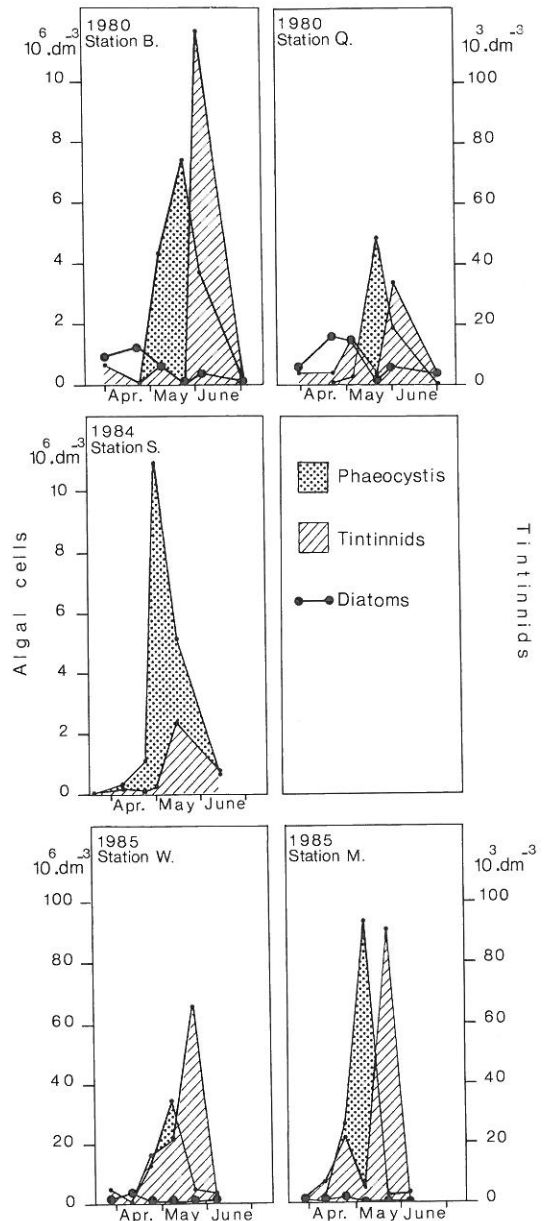 1980
Station B.
10⁶.dm⁻³
10
8
6
4
2
0
Apr. May June
1980
Station Q.
10³.dm⁻³
100
80
60
40
20
0
Apr. May June
1984
Station S.
10⁶.dm⁻³
10
8
6
4
2
0
Apr. May June
Phaeocystis
Tintinnids
Diatoms
Algal cells
Tintinnids
1985
Station W.
10⁶.dm⁻³
100
80
60
40
20
0
Apr. May June
1985
Station M.
10³.dm⁻³
100
80
60
40
20
0
Apr. May June